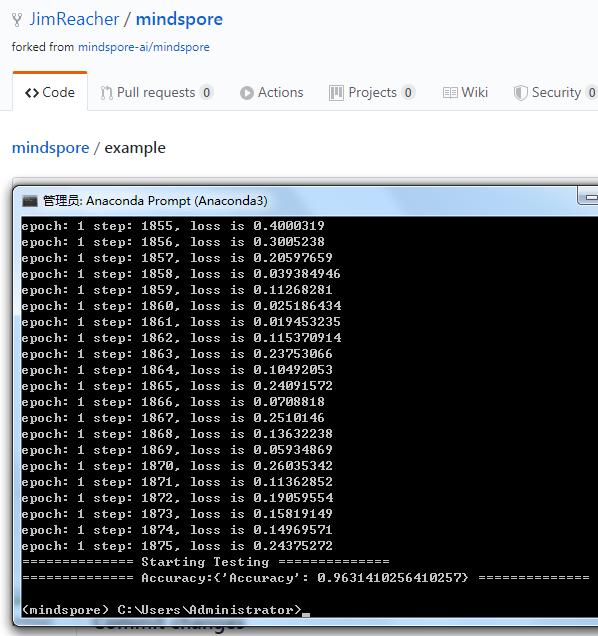 JimReacher / mindspore
forked from mindspore-ai/mindspore
Code Pull requests 0 Actions Projects 0 Wiki Security 0
mindspore / example
管理员: Anaconda Prompt (Anaconda3)
epoch: 1 step: 1855, loss is 0.4000319
epoch: 1 step: 1856, loss is 0.3005238
epoch: 1 step: 1857, loss is 0.20597659
epoch: 1 step: 1858, loss is 0.039384946
epoch: 1 step: 1859, loss is 0.11268281
epoch: 1 step: 1860, loss is 0.025186434
epoch: 1 step: 1861, loss is 0.019453235
epoch: 1 step: 1862, loss is 0.115370914
epoch: 1 step: 1863, loss is 0.23753066
epoch: 1 step: 1864, loss is 0.10492053
epoch: 1 step: 1865, loss is 0.24091572
epoch: 1 step: 1866, loss is 0.0708818
epoch: 1 step: 1867, loss is 0.2510146
epoch: 1 step: 1868, loss is 0.13632238
epoch: 1 step: 1869, loss is 0.05934869
epoch: 1 step: 1870, loss is 0.26035342
epoch: 1 step: 1871, loss is 0.11362852
epoch: 1 step: 1872, loss is 0.19059554
epoch: 1 step: 1873, loss is 0.15819149
epoch: 1 step: 1874, loss is 0.14969571
epoch: 1 step: 1875, loss is 0.24375272
============== Starting Testing ==============
============== Accuracy:{'Accuracy': 0.9631410256410257} ==============
(mindspore) C:\Users\Administrator>_
Commit changes